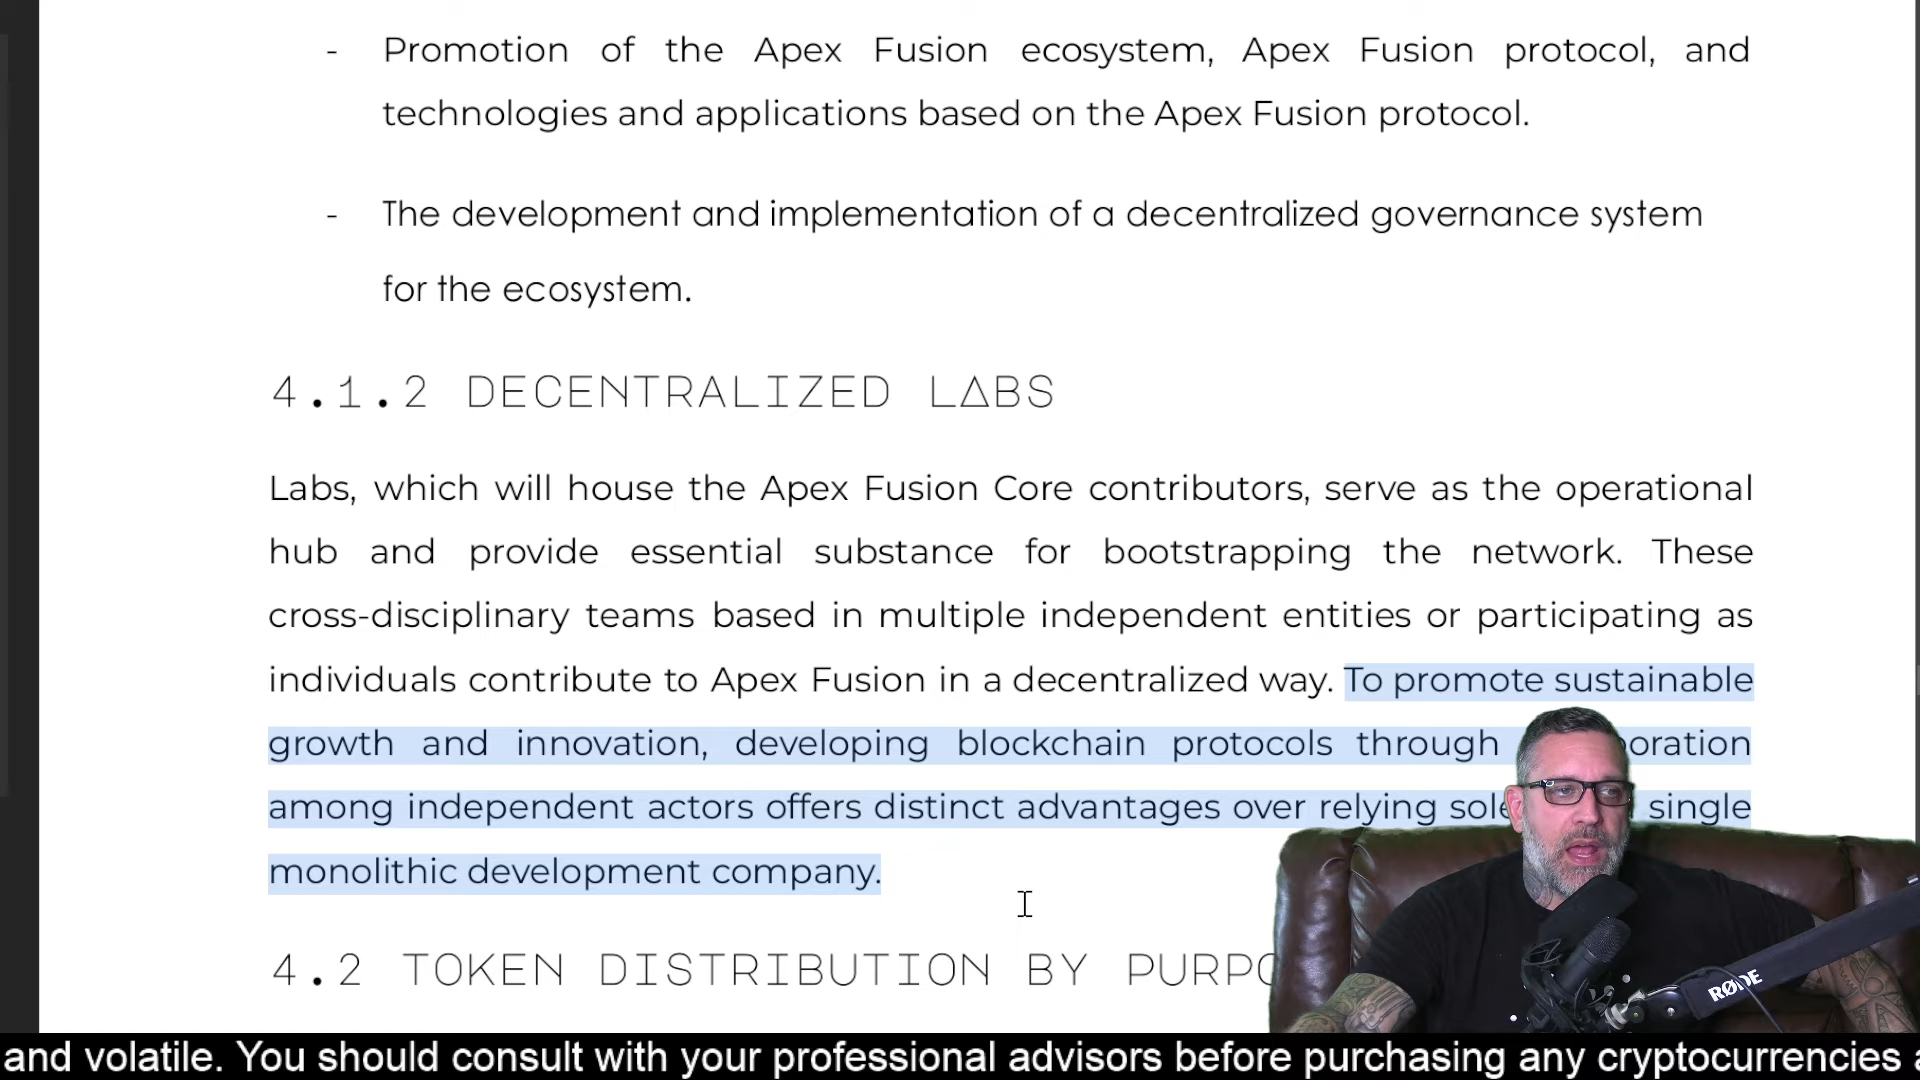 - Promotion of the Apex Fusion ecosystem, Apex Fusion protocol, and
technologies and applications based on the Apex Fusion protocol.
- The development and implementation of a decentralized governance system
for the ecosystem.
4.1.2 DECENTRALIZED LABS
Labs, which will house the Apex Fusion Core contributors, serve as the operational
hub and provide essential substance for bootstrapping the network. These
cross-disciplinary teams based in multiple independent entities or participating as
individuals contribute to Apex Fusion in a decentralized way. To promote sustainable
growth and innovation, developing blockchain protocols through
among independent actors offers distinct advantages over relying single
monolithic development company.
4.2 TOKEN DISTRIBUTION BY
RØDE
and volatile. You should consult with your professional advisors before purchasing any cryptocurrencies